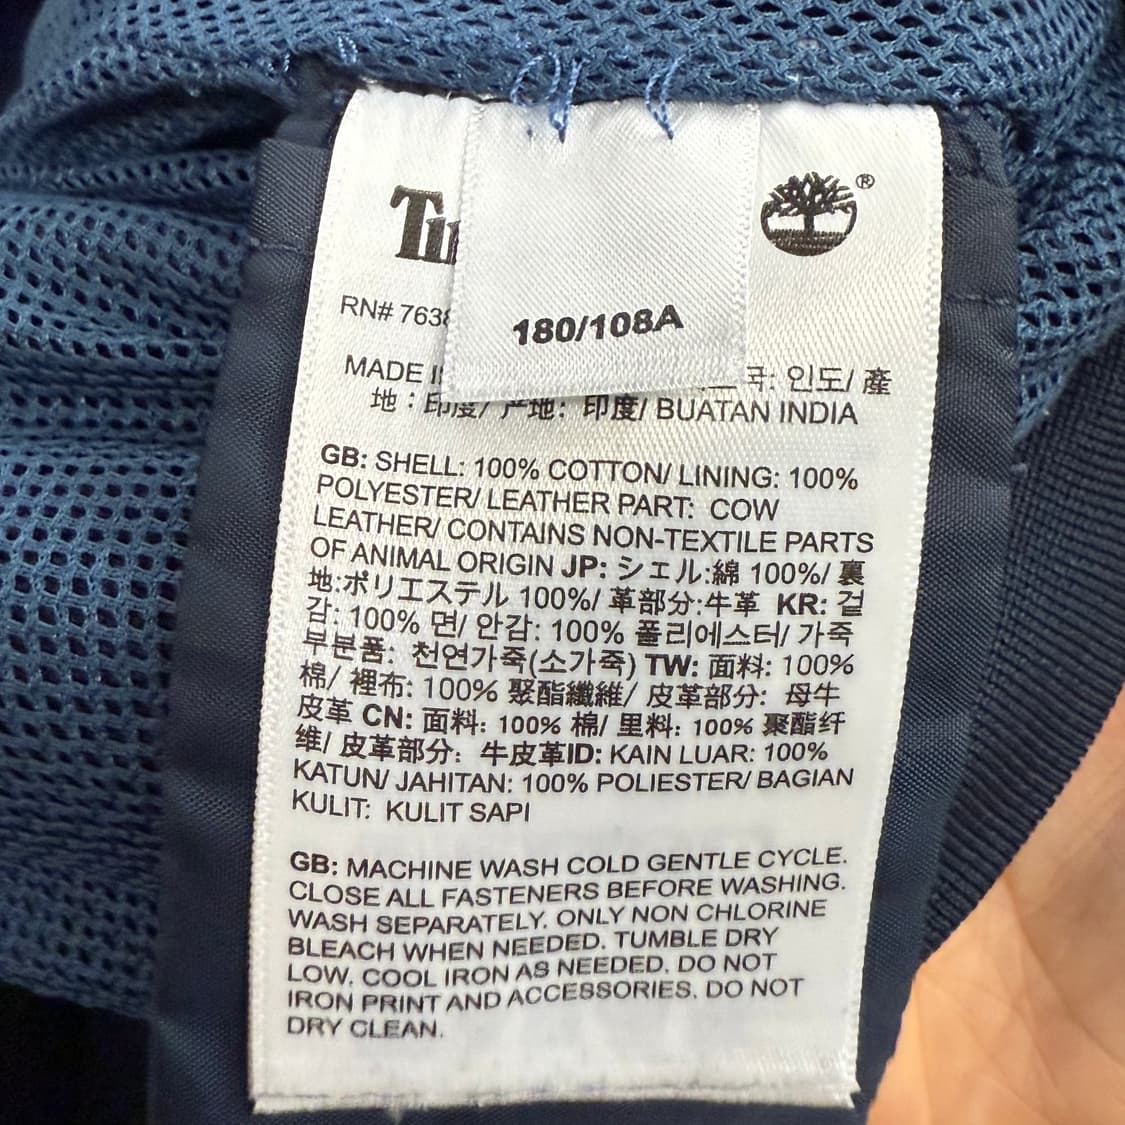 ®
180/108A
RN# 763
MADE I
국: 인도/ 產
地：印度/ 产地: 印度/ BUATAN INDIA
GB: SHELL: 100% COTTON/ LINING: 100%
POLYESTER/ LEATHER PART: COW
LEATHER/ CONTAINS NON-TEXTILE PARTS
OF ANIMAL ORIGIN JP: シェル:綿 100%/ 裏
地:ポリエステル 100%/ 革部分:牛革 KR: 겉
감: 100% 면/ 안감: 100% 폴리에스터/ 가죽
부분품: 천연가죽(소가죽) TW: 面料: 100%
棉/ 裡布: 100% 聚酯纖維/ 皮革部分: 母牛
皮革 CN: 面料: 100% 棉/ 里料: 100% 聚酯纤
维/ 皮革部分: 牛皮革ID: KAIN LUAR: 100%
KATUN/ JAHITAN: 100% POLIESTER/ BAGIAN
KULIT: KULIT SAPI
GB: MACHINE WASH COLD GENTLE CYCLE.
CLOSE ALL FASTENERS BEFORE WASHING.
WASH SEPARATELY. ONLY NON CHLORINE
BLEACH WHEN NEEDED. TUMBLE DRY
LOW. COOL IRON AS NEEDED. DO NOT
IRON PRINT AND ACCESSORIES. DO NOT
DRY CLEAN.